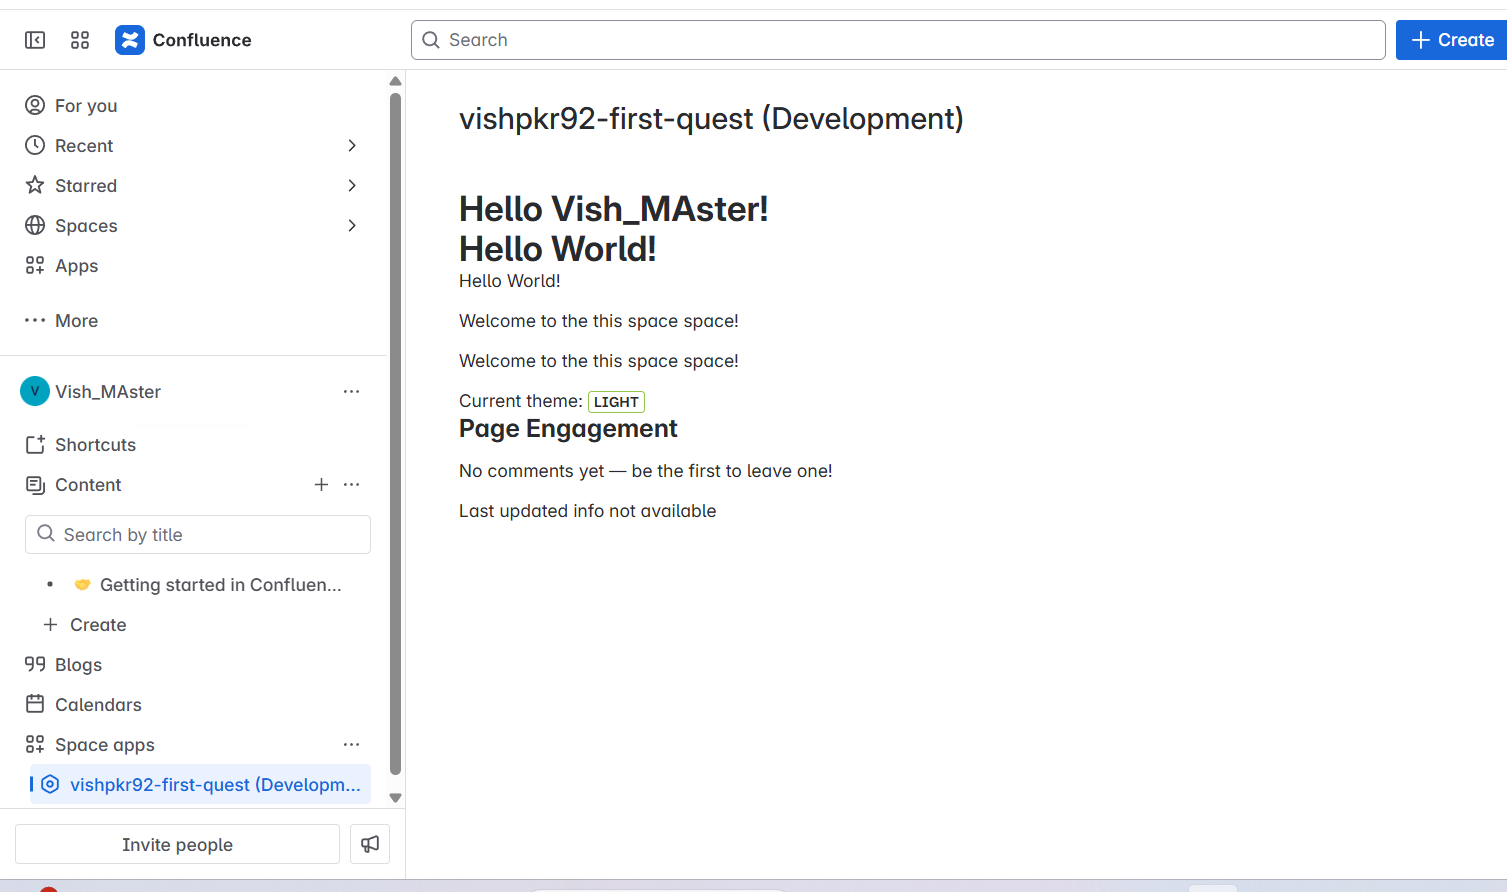 Confluence
Search
Create
For you
Recent
Starred
Spaces
Apps
More
V Vish_MAster
Shortcuts
Content
Search by title
Getting started in Confluen...
Create
Blogs
Calendars
Space apps
vishpkr92-first-quest (Developm...
Invite people
vishpkr92-first-quest (Development)
Hello Vish_MAster!
Hello World!
Hello World!
Welcome to the this space space!
Welcome to the this space space!
Current theme: LIGHT
Page Engagement
No comments yet — be the first to leave one!
Last updated info not available